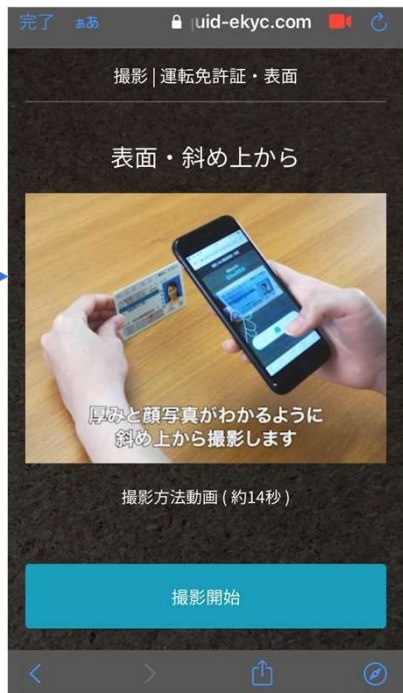 完了 ぁあ uid-ekyc.com
撮影 | 運転免許証・表面
表面・斜め上から
厚みと顔写真がわかるように
斜め上から撮影します
撮影方法動画 ( 約14秒 )
撮影開始